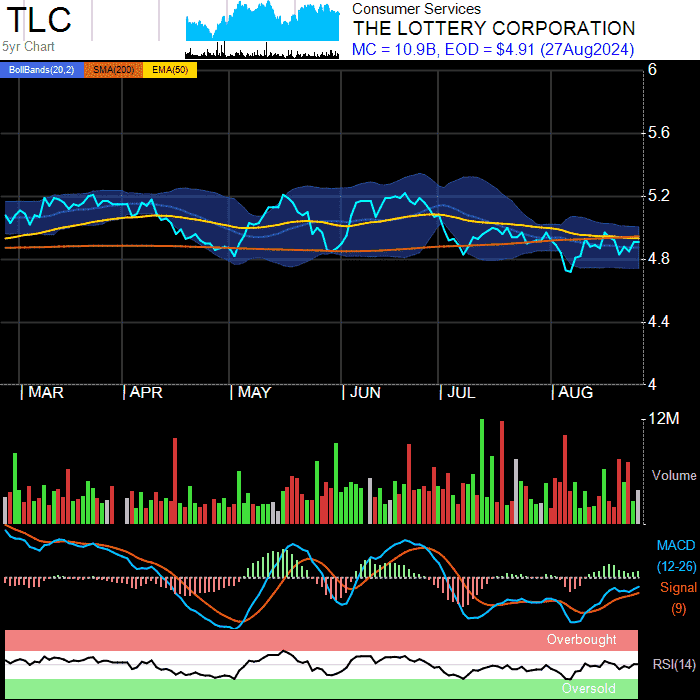 TLC
5yr Chart
Consumer Services
THE LOTTERY CORPORATION
MC = 10.9B, EOD = $4.91 (27Aug2024)
BollBands(20,2) SMA(200) EMA(50)
6
5.6
5.2
4.8
4.4
4
MAR APR MAY JUN JUL AUG
12M
Volume
MACD
(12-26)
Signal
(9)
Overbought
RSI(14)
Oversold